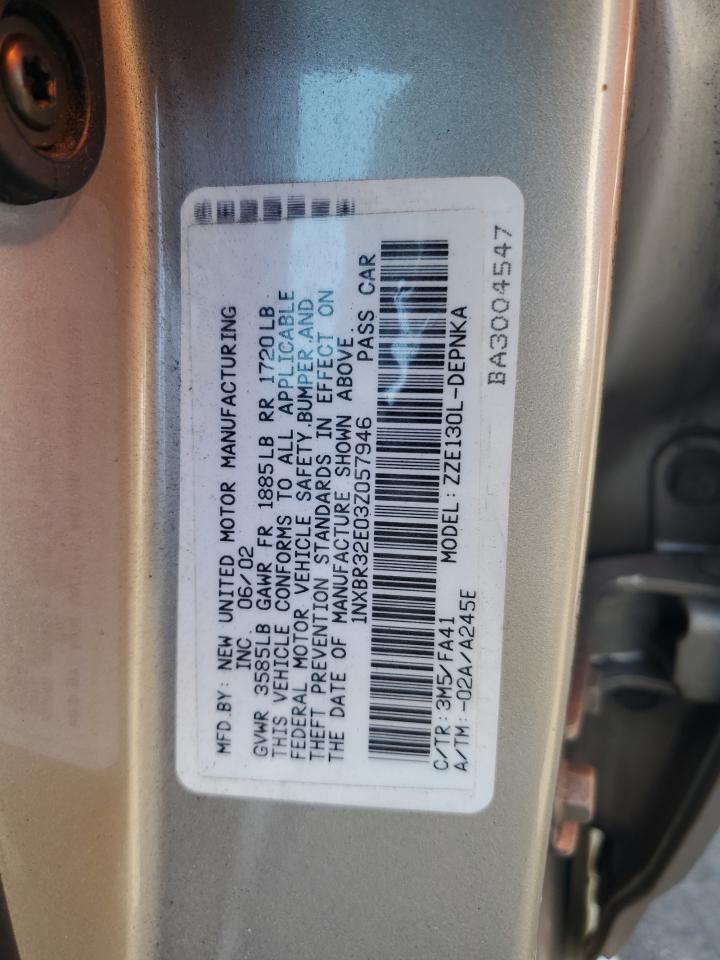 MFD.BY: NEW UNITED MOTOR MANUFACTURING
INC. 06/02
GVWR 3585LB GAWR FR 1885LB RR 1720LB
THIS VEHICLE CONFORMS TO ALL APPLICABLE
FEDERAL MOTOR VEHICLE SAFETY,BUMPER,AND
THEFT PREVENTION STANDARDS IN EFFECT ON
THE DATE OF MANUFACTURE SHOWN ABOVE.
1NXBR32E03Z057946 PASS CAR
C/TR: 3M5/FA41 MODEL: ZZE130L-DEPNKA
A/TM: -02A/A245E
BA3004547